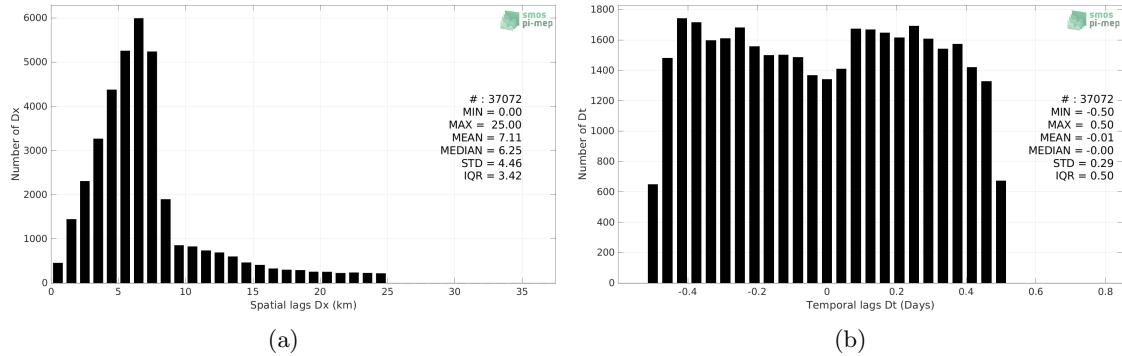 6000
5000
4000
3000
2000
1000
0
Number of Dx
0 5 10 15 20 25 30 35
Spatial lags Dx (km)
smos
pi-mep
# : 37072
MIN = 0.00
MAX = 25.00
MEAN = 7.11
MEDIAN = 6.25
STD = 4.46
IQR = 3.42
(a)
1800
1600
1400
1200
1000
800
600
400
200
0
Number of Dt
-0.4 -0.2 0 0.2 0.4 0.6 0.8
Temporal lags Dt (Days)
smos
pi-mep
# : 37072
MIN = -0.50
MAX = 0.50
MEAN = -0.01
MEDIAN = -0.00
STD = 0.29
IQR = 0.50
(b)